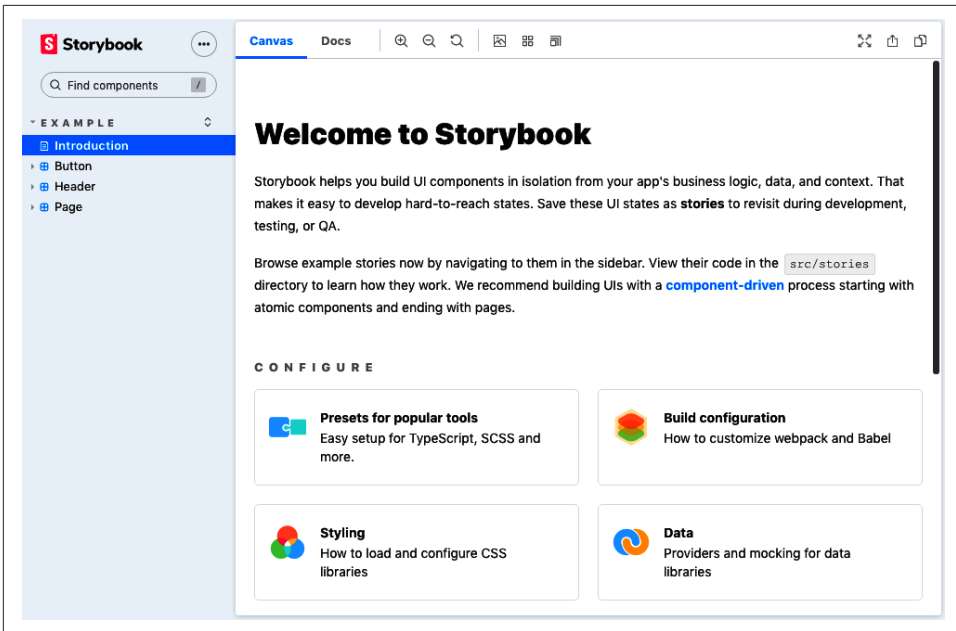 Storybook
Canvas Docs
Find components /
EXAMPLE
Introduction
Button
Header
Page
Welcome to Storybook
Storybook helps you build UI components in isolation from your app's business logic, data, and context. That
makes it easy to develop hard-to-reach states. Save these UI states as stories to revisit during development,
testing, or QA.
Browse example stories now by navigating to them in the sidebar. View their code in the src/stories
directory to learn how they work. We recommend building UIs with a component-driven process starting with
atomic components and ending with pages.
CONFIGURE
Presets for popular tools
Easy setup for TypeScript, SCSS and
more.
Build configuration
How to customize webpack and Babel
Styling
How to load and configure CSS
libraries
Data
Providers and mocking for data
libraries